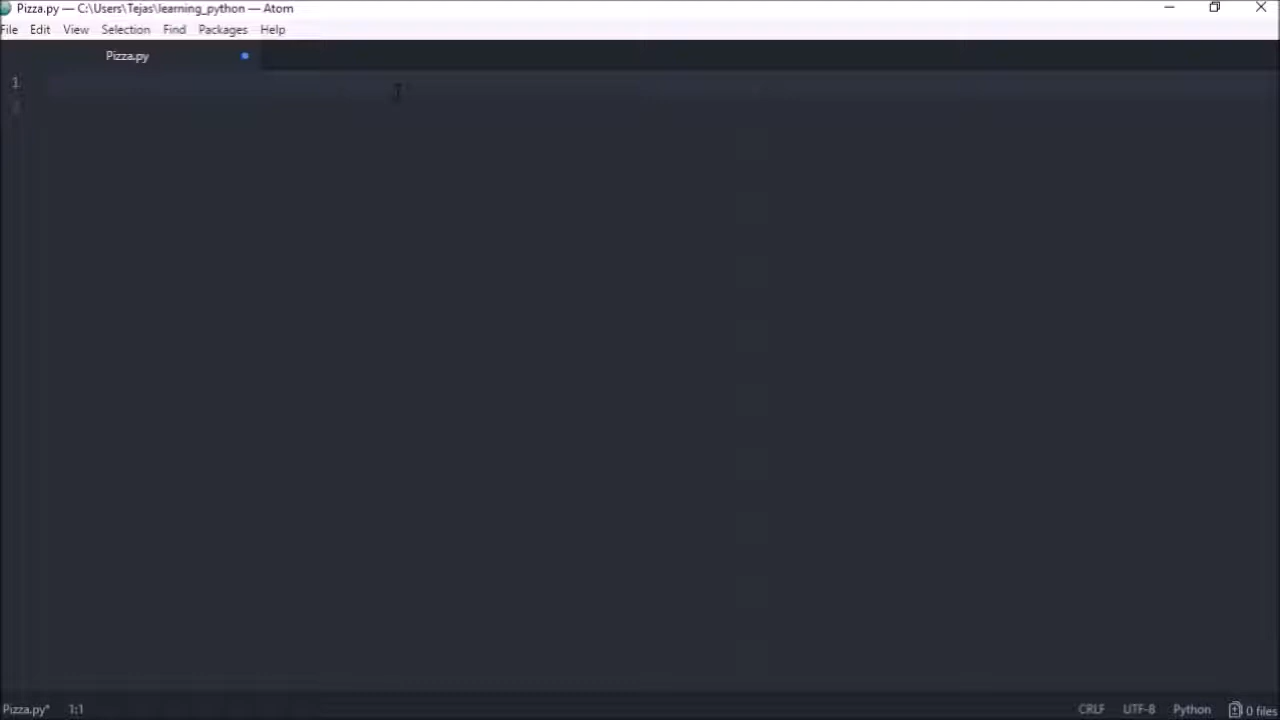 Pizza.py — C:\Users\Tejas\learning_python — Atom
File Edit View Selection Find Packages Help
Pizza.py
1
2
Pizza.py* 1:1 CRLF UTF-8 Python 0 files